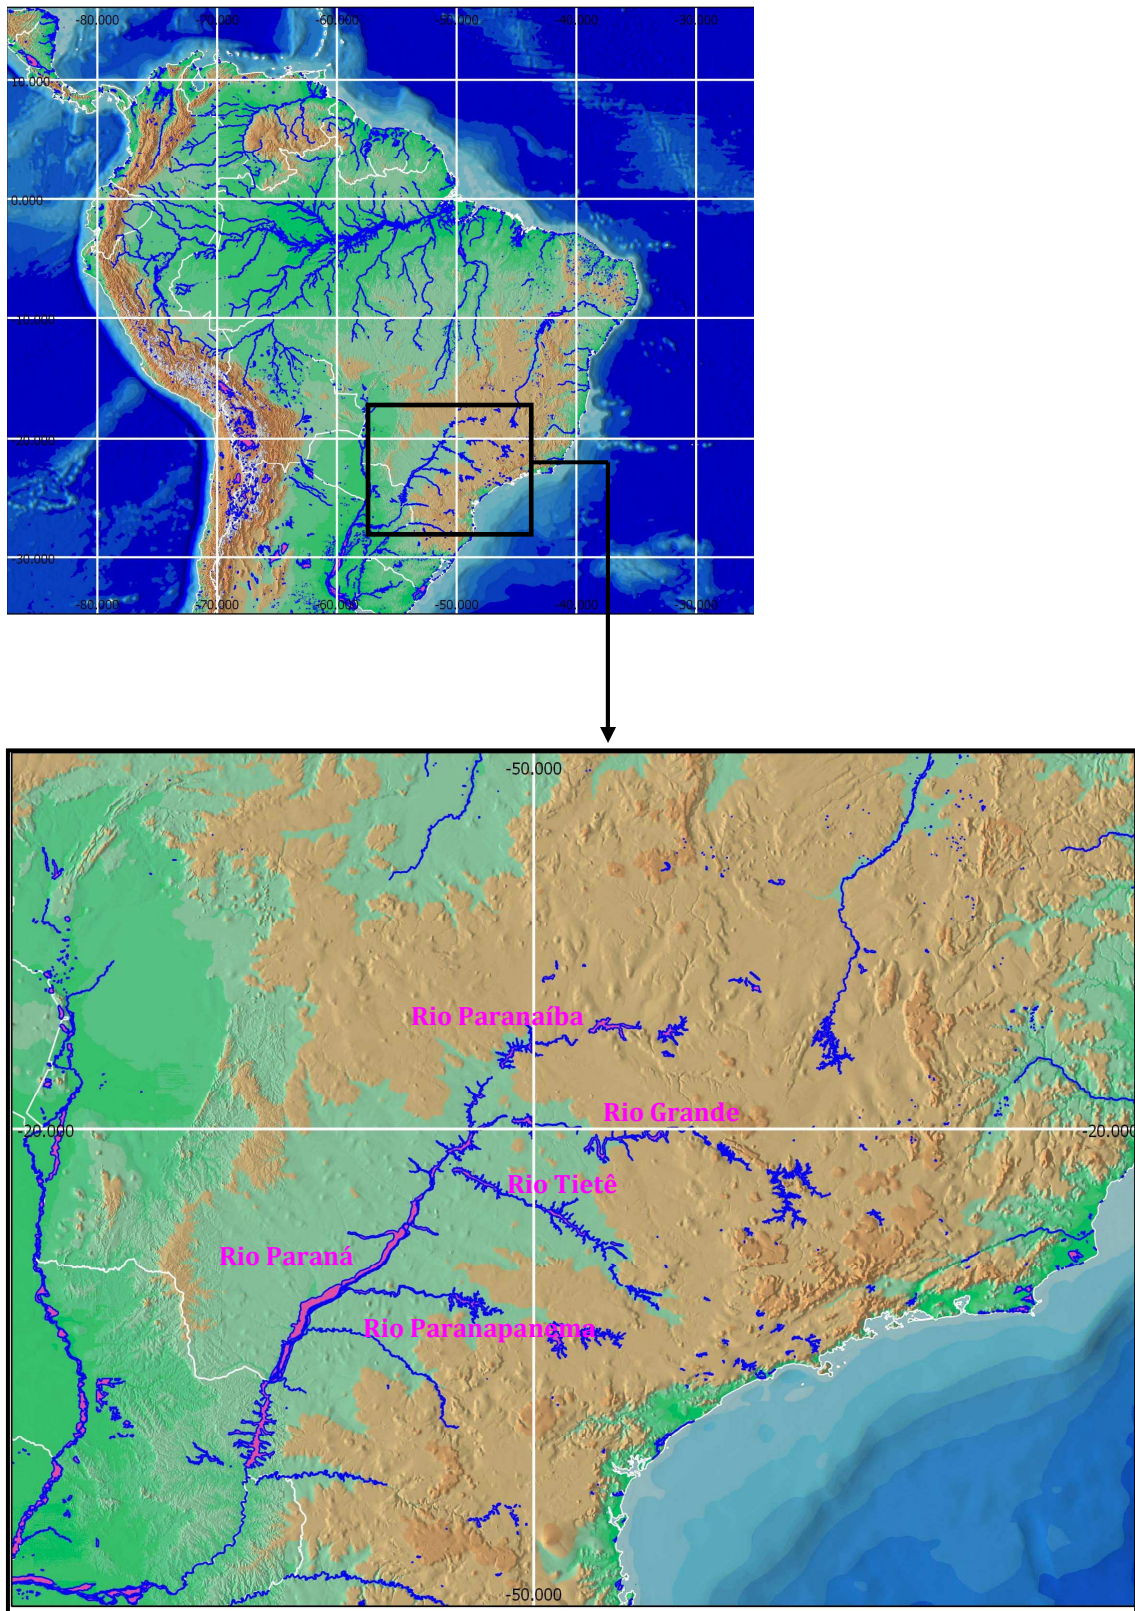 -80.000 -70.000 -60.000 -50.000 -40.000 -30.000
10.000
0.000
-10.000
-20.000
-30.000
-80.000 -70.000 -60.000 -50.000 -40.000 -30.000
-50.000
Rio Paranaíba
Rio Grande
-20.000 -20.000
Rio Tietê
Rio Paraná
Rio Paranapanema
-50.000